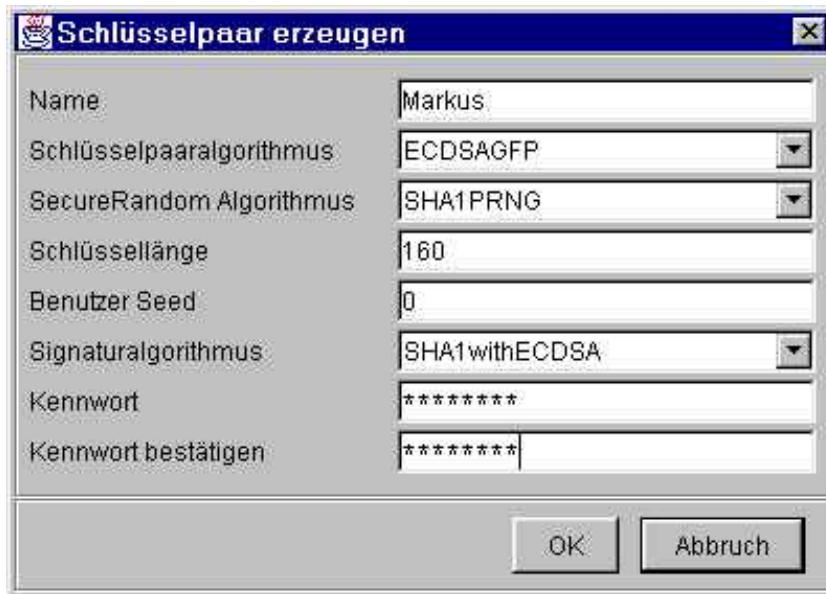 Schlüsselpaar erzeugen
Name Markus
Schlüsselpaaralgorithmus ECDSAGFP
SecureRandom Algorithmus SHA1PRNG
Schlüssellänge 160
Benutzer Seed 0
Signaturalgorithmus SHA1withECDSA
Kennwort ********
Kennwort bestätigen ********
OK Abbruch